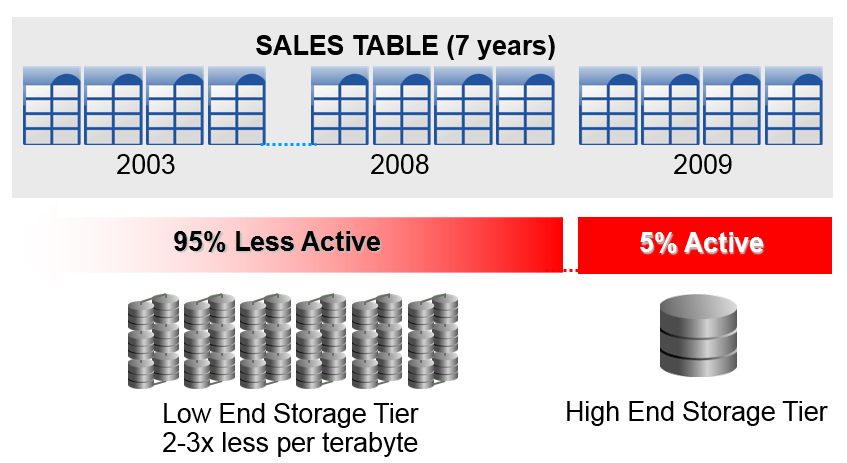 SALES TABLE (7 years)
2003
2008
2009
95% Less Active
5% Active
Low End Storage Tier
2-3x less per terabyte
High End Storage Tier